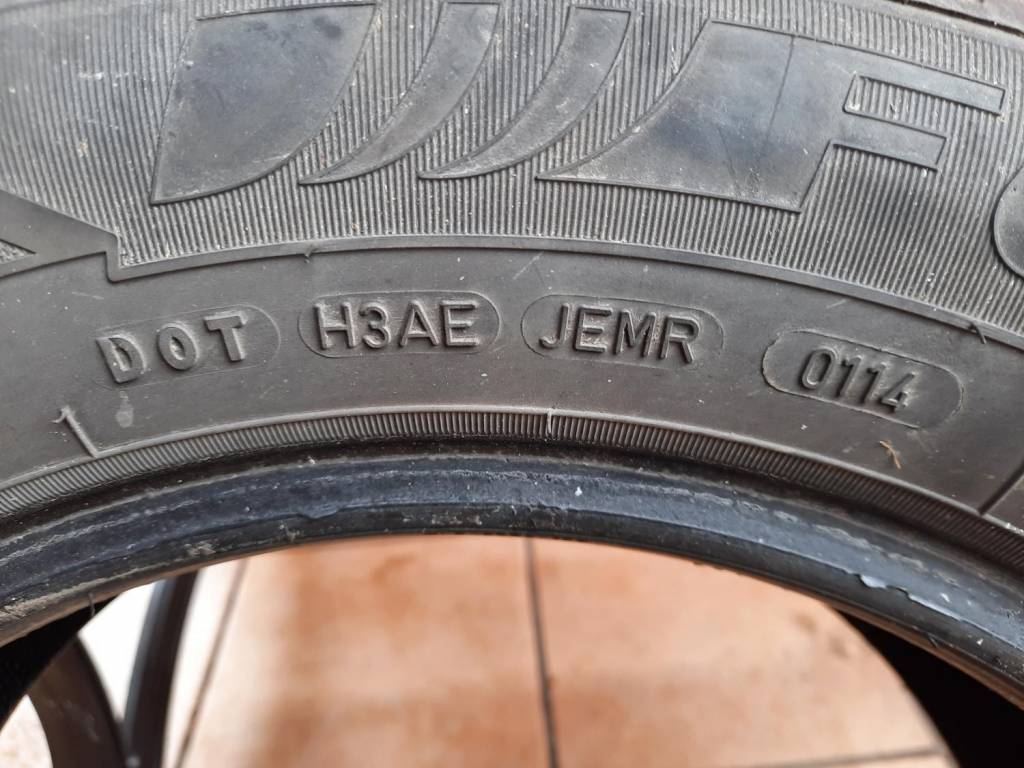 F
DOT H3AE JEMR 0114